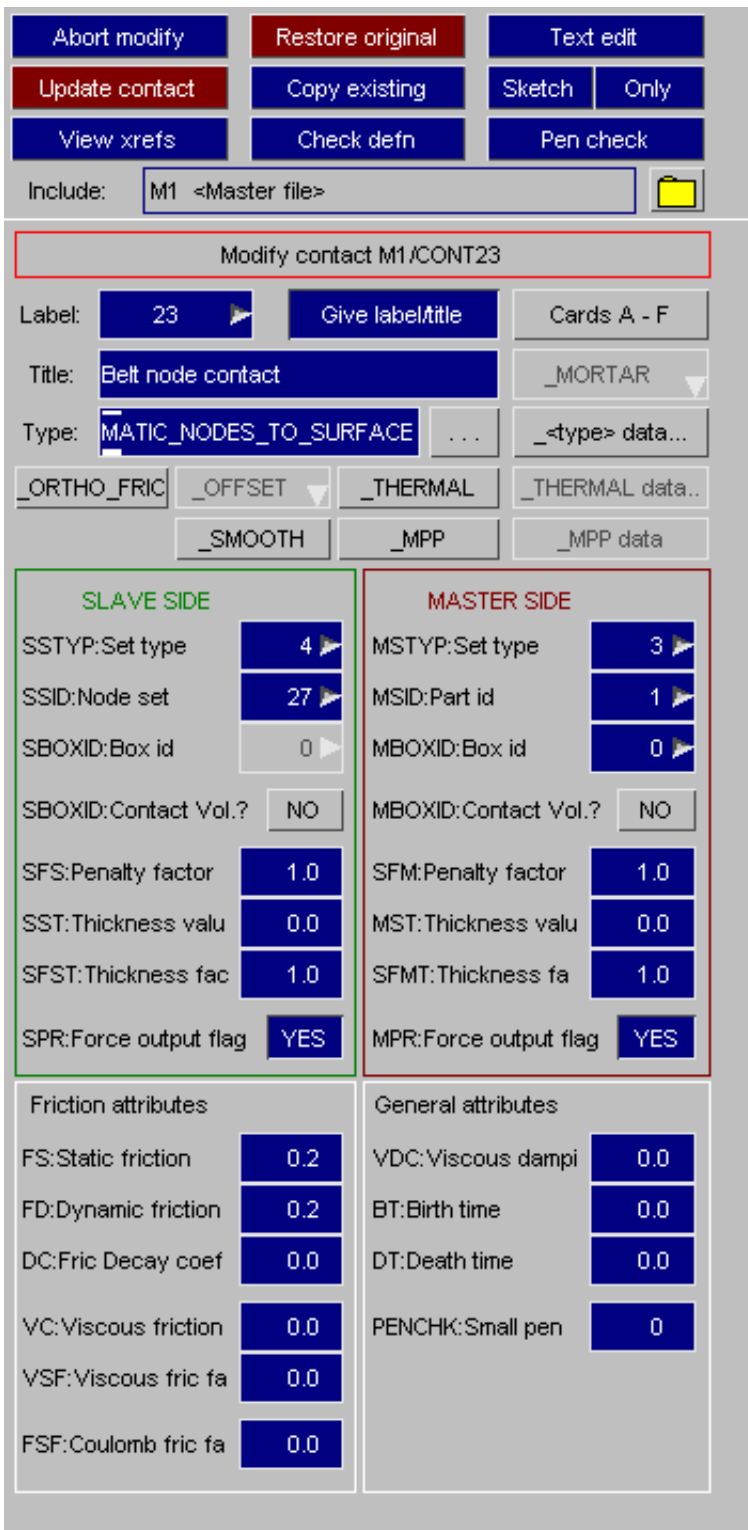 Abort modify Restore original Text edit
Update contact Copy existing Sketch Only
View xrefs Check defn Pen check
Include: M1 <Master file>
Modify contact M1/CONT23
Label: 23 Give label/title Cards A - F
Title: Belt node contact _MORTAR
Type: MATIC_NODES_TO_SURFACE ... _<type> data...
_ORTHO_FRIC _OFFSET _THERMAL _THERMAL data..
_SMOOTH _MPP _MPP data
SLAVE SIDE MASTER SIDE
SSTYP:Set type 4 MSTYP:Set type 3
SSID:Node set 27 MSID:Part id 1
SBOXID:Box id 0 MBOXID:Box id 0
SBOXID:Contact Vol.? NO MBOXID:Contact Vol.? NO
SFS:Penalty factor 1.0 SFM:Penalty factor 1.0
SST:Thickness valu 0.0 MST:Thickness valu 0.0
SFST:Thickness fac 1.0 SFMT:Thickness fa 1.0
SPR:Force output flag YES MPR:Force output flag YES
Friction attributes General attributes
FS:Static friction 0.2 VDC:Viscous dampi 0.0
FD:Dynamic friction 0.2 BT:Birth time 0.0
DC:Fric Decay coef 0.0 DT:Death time 0.0
VC:Viscous friction 0.0 PENCHK:Small pen 0
VSF:Viscous fric fa 0.0
FSF:Coulomb fric fa 0.0